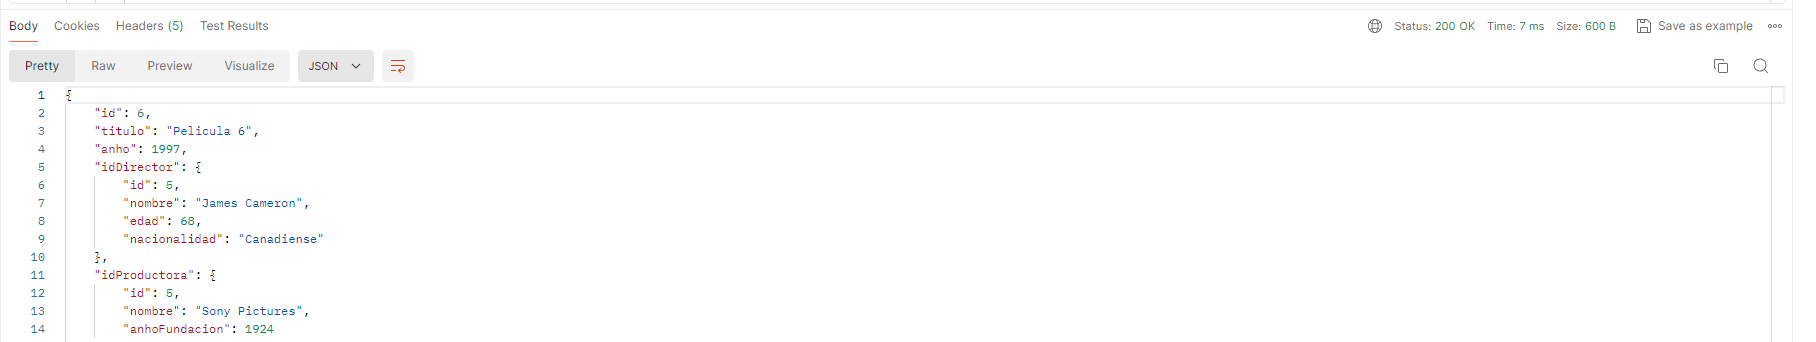 Body Cookies Headers (5) Test Results Status: 200 OK Time: 7 ms Size: 600 B Save as example
Pretty Raw Preview Visualize JSON
1 {
2 "id": 6,
3 "titulo": "Pelicula 6",
4 "anho": 1997,
5 "idDirector": {
6 "id": 5,
7 "nombre": "James Cameron",
8 "edad": 68,
9 "nacionalidad": "Canadiense"
10 },
11 "idProductora": {
12 "id": 5,
13 "nombre": "Sony Pictures",
14 "anhoFundacion": 1924